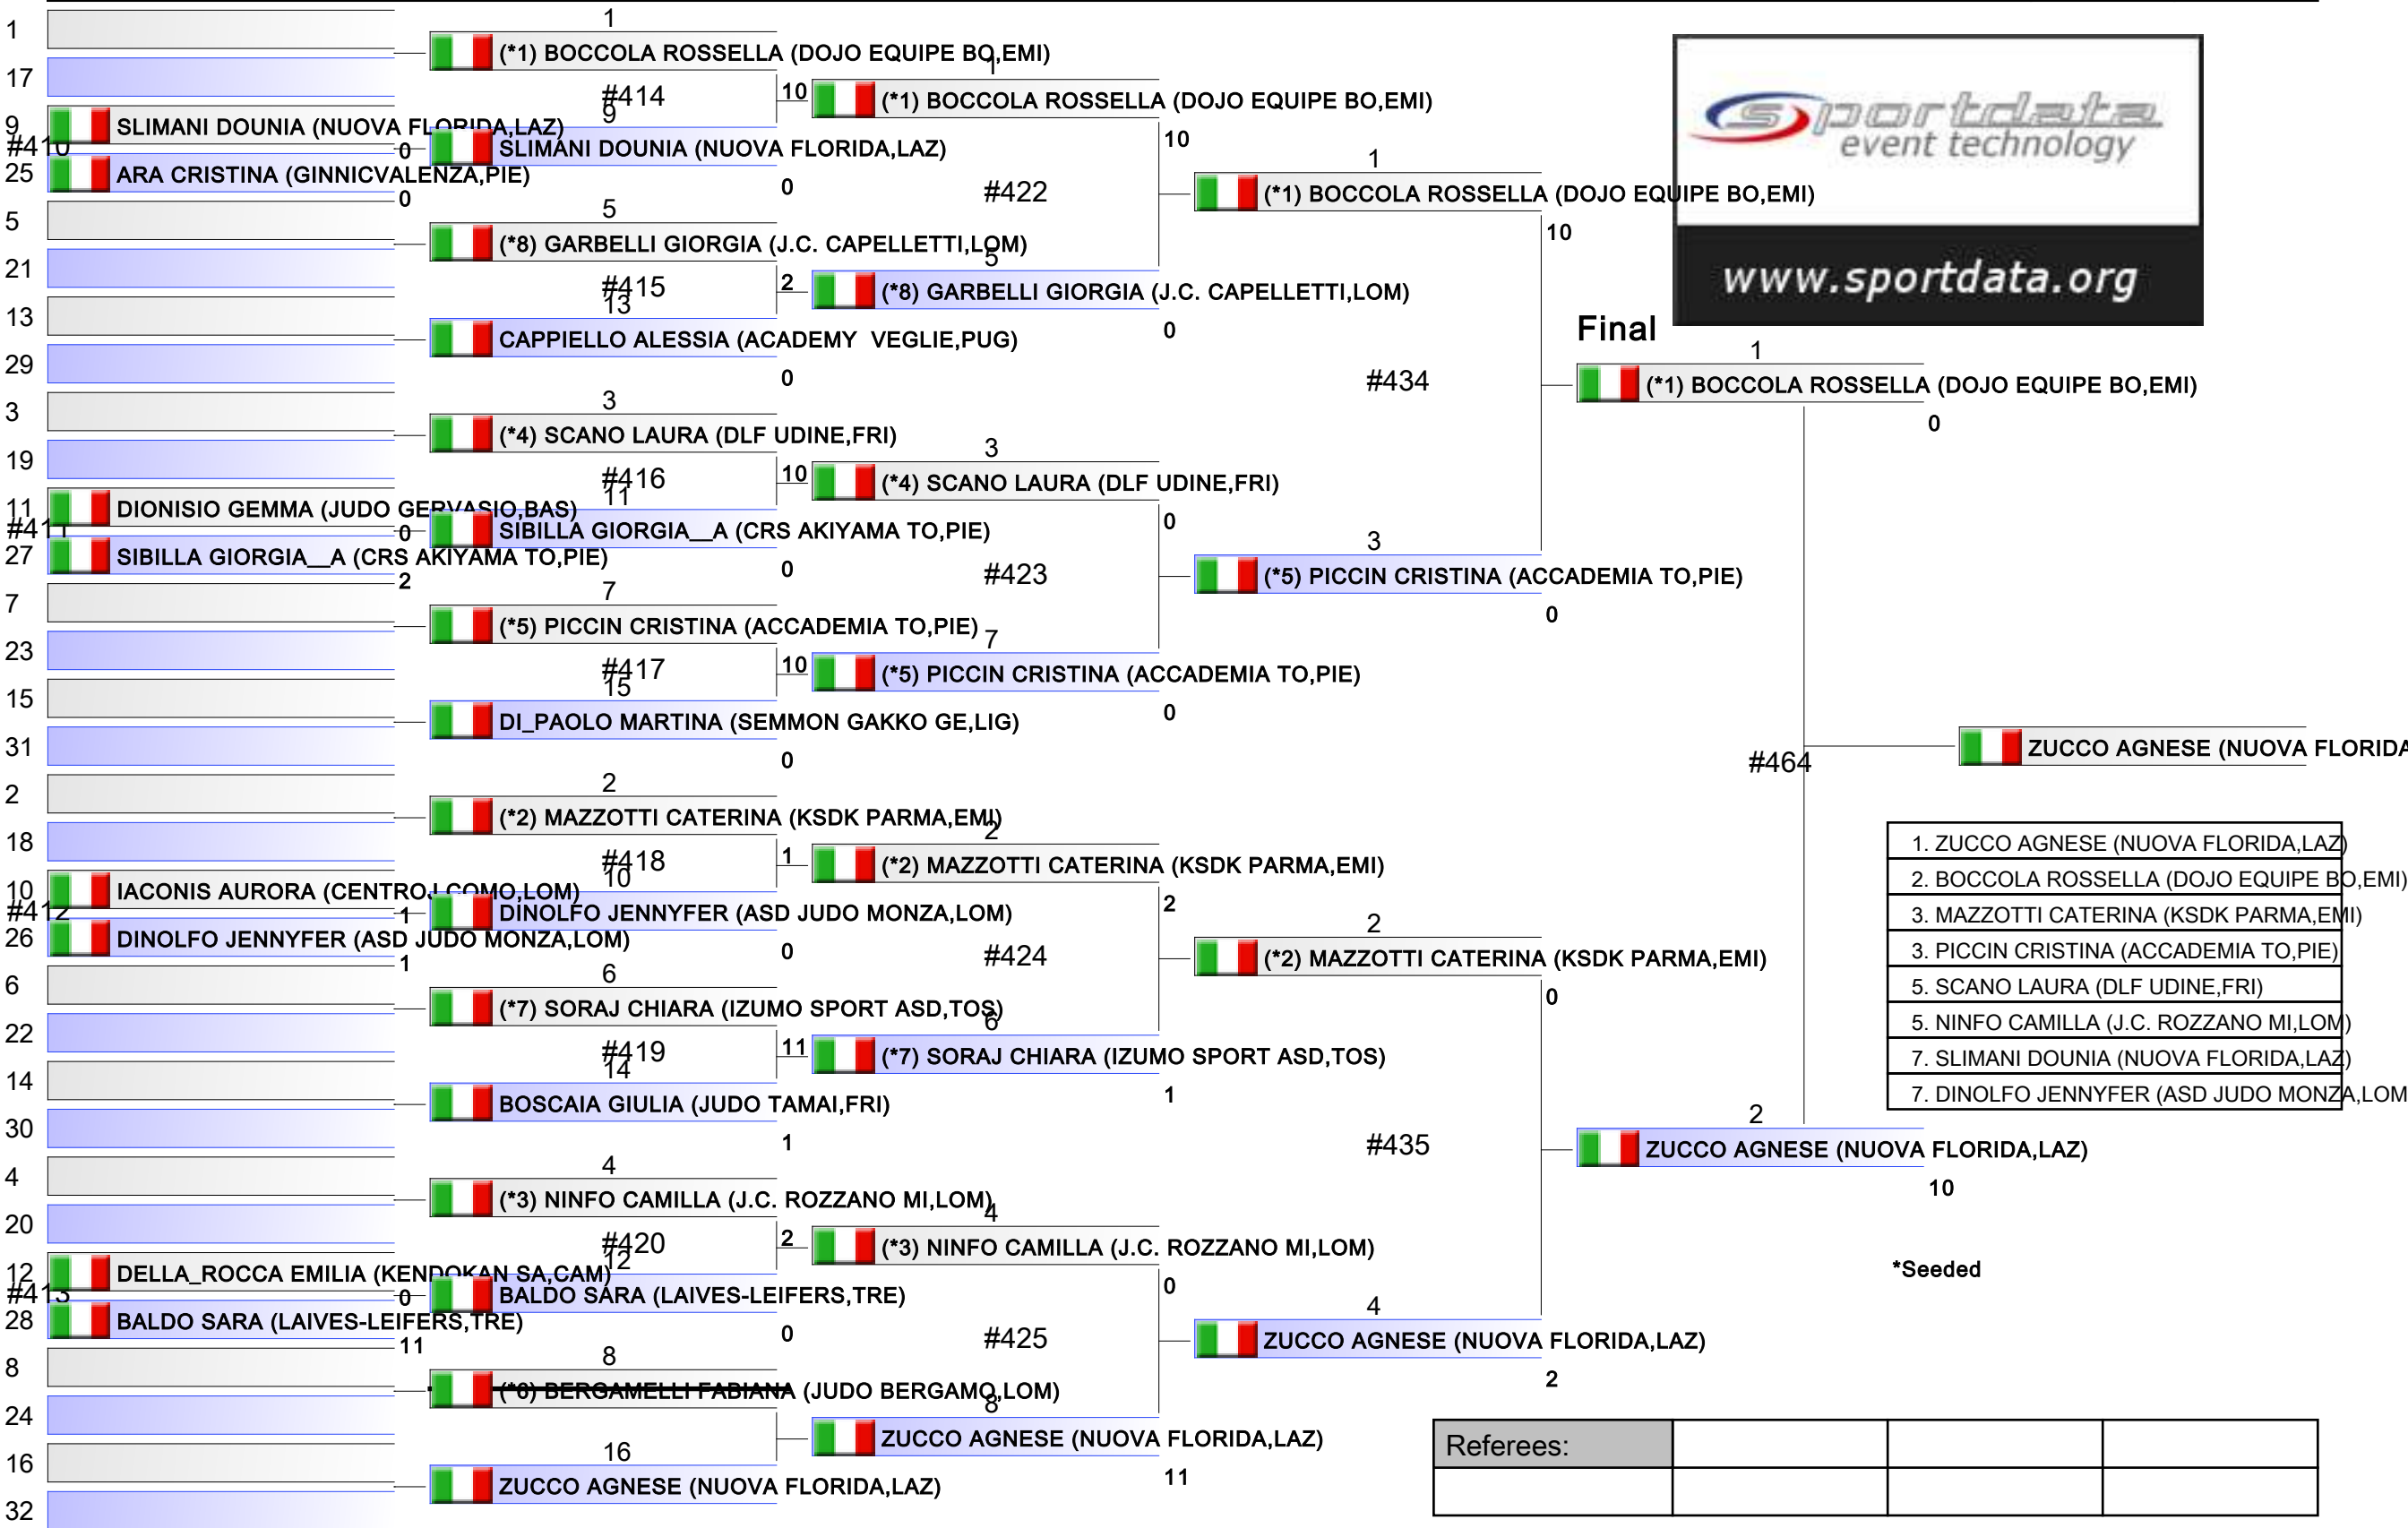 1
17
9
#410
25
5
21
13
29
3
19
11
#411
27
7
23
15
31
2
18
10
#412
26
6
22
14
30
4
20
12
#413
28
8
24
16
32
SLIMANI DOUNIA (NUOVA FLORIDA,LAZ)
0
ARA CRISTINA (GINNICVALENZA,PIE)
0
DIONISIO GEMMA (JUDO GERVASIO,BAS)
0
SIBILLA GIORGIA__A (CRS AKIYAMA TO,PIE)
2
IACONIS AURORA (CENTRO.I COMO,LOM)
1
DINOLFO JENNYFER (ASD JUDO MONZA,LOM)
1
DELLA_ROCCA EMILIA (KENDOKAN SA,CAM)
0
BALDO SARA (LAIVES-LEIFERS,TRE)
11
1
(*1) BOCCOLA ROSSELLA (DOJO EQUIPE BO,EMI)
#414
10
9
SLIMANI DOUNIA (NUOVA FLORIDA,LAZ)
0
5
(*8) GARBELLI GIORGIA (J.C. CAPELLETTI,LOM)
#415
2
13
CAPPIELLO ALESSIA (ACADEMY  VEGLIE,PUG)
0
3
(*4) SCANO LAURA (DLF UDINE,FRI)
#416
10
11
SIBILLA GIORGIA__A (CRS AKIYAMA TO,PIE)
0
7
(*5) PICCIN CRISTINA (ACCADEMIA TO,PIE)
#417
10
15
DI_PAOLO MARTINA (SEMMON GAKKO GE,LIG)
0
2
(*2) MAZZOTTI CATERINA (KSDK PARMA,EMI)
#418
1
10
DINOLFO JENNYFER (ASD JUDO MONZA,LOM)
0
6
(*7) SORAJ CHIARA (IZUMO SPORT ASD,TOS)
#419
11
14
BOSCAIA GIULIA (JUDO TAMAI,FRI)
1
4
(*3) NINFO CAMILLA (J.C. ROZZANO MI,LOM)
#420
2
12
BALDO SARA (LAIVES-LEIFERS,TRE)
0
8
(*6) BERGAMELLI FABIANA (JUDO BERGAMO,LOM)
16
ZUCCO AGNESE (NUOVA FLORIDA,LAZ)
1
(*1) BOCCOLA ROSSELLA (DOJO EQUIPE BO,EMI)
10
#422
5
(*8) GARBELLI GIORGIA (J.C. CAPELLETTI,LOM)
0
3
(*4) SCANO LAURA (DLF UDINE,FRI)
0
#423
7
(*5) PICCIN CRISTINA (ACCADEMIA TO,PIE)
0
2
(*2) MAZZOTTI CATERINA (KSDK PARMA,EMI)
2
#424
6
(*7) SORAJ CHIARA (IZUMO SPORT ASD,TOS)
1
4
(*3) NINFO CAMILLA (J.C. ROZZANO MI,LOM)
0
#425
8
ZUCCO AGNESE (NUOVA FLORIDA,LAZ)
11
1
(*1) BOCCOLA ROSSELLA (DOJO EQUIPE BO,EMI)
10
#434
3
(*5) PICCIN CRISTINA (ACCADEMIA TO,PIE)
0
2
(*2) MAZZOTTI CATERINA (KSDK PARMA,EMI)
0
#435
4
ZUCCO AGNESE (NUOVA FLORIDA,LAZ)
2
sportdata
event technology
www.sportdata.org
Final
1
(*1) BOCCOLA ROSSELLA (DOJO EQUIPE BO,EMI)
0
#464
2
ZUCCO AGNESE (NUOVA FLORIDA,LAZ)
10
ZUCCO AGNESE (NUOVA FLORIDA
1. ZUCCO AGNESE (NUOVA FLORIDA,LAZ)
2. BOCCOLA ROSSELLA (DOJO EQUIPE BO,EMI)
3. MAZZOTTI CATERINA (KSDK PARMA,EMI)
3. PICCIN CRISTINA (ACCADEMIA TO,PIE)
5. SCANO LAURA (DLF UDINE,FRI)
5. NINFO CAMILLA (J.C. ROZZANO MI,LOM)
7. SLIMANI DOUNIA (NUOVA FLORIDA,LAZ)
7. DINOLFO JENNYFER (ASD JUDO MONZA,LOM
*Seeded
Referees: